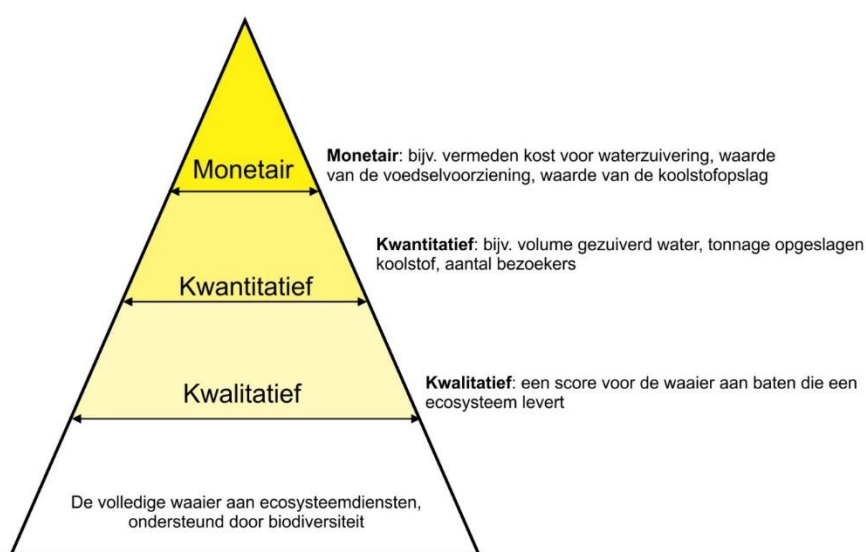 Monetair
Monetair: bijv. vermeden kost voor waterzuivering, waarde
van de voedselvoorziening, waarde van de koolstofopslag
Kwantitatief
Kwantitatief: bijv. volume gezuiverd water, tonnage opgeslagen
koolstof, aantal bezoekers
Kwalitatief
Kwalitatief: een score voor de waaier aan baten die een
ecosysteem levert
De volledige waaier aan ecosysteemdiensten,
ondersteund door biodiversiteit